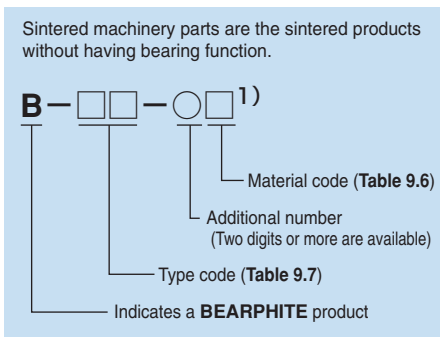 Sintered machinery parts are the sintered products
without having bearing function.
B－□□－○□1)
Material code (Table 9.6)
Additional number
(Two digits or more are available)
Type code (Table 9.7)
Indicates a BEARPHITE product